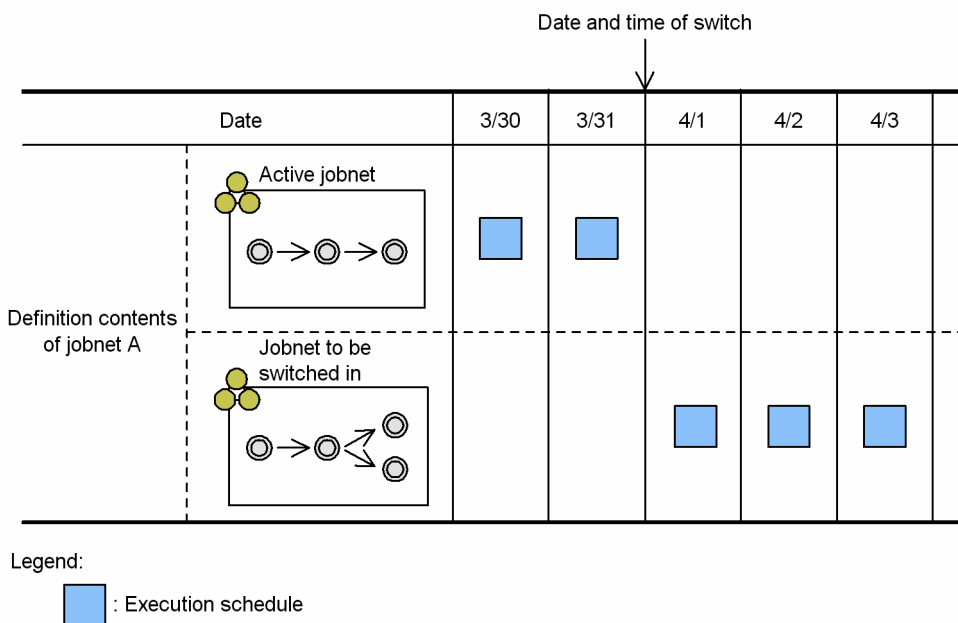 Date and time of switch
Date 3/30 3/31 4/1 4/2 4/3
Active jobnet
Definition contents
of jobnet A
Jobnet to be
switched in
Legend:
: Execution schedule